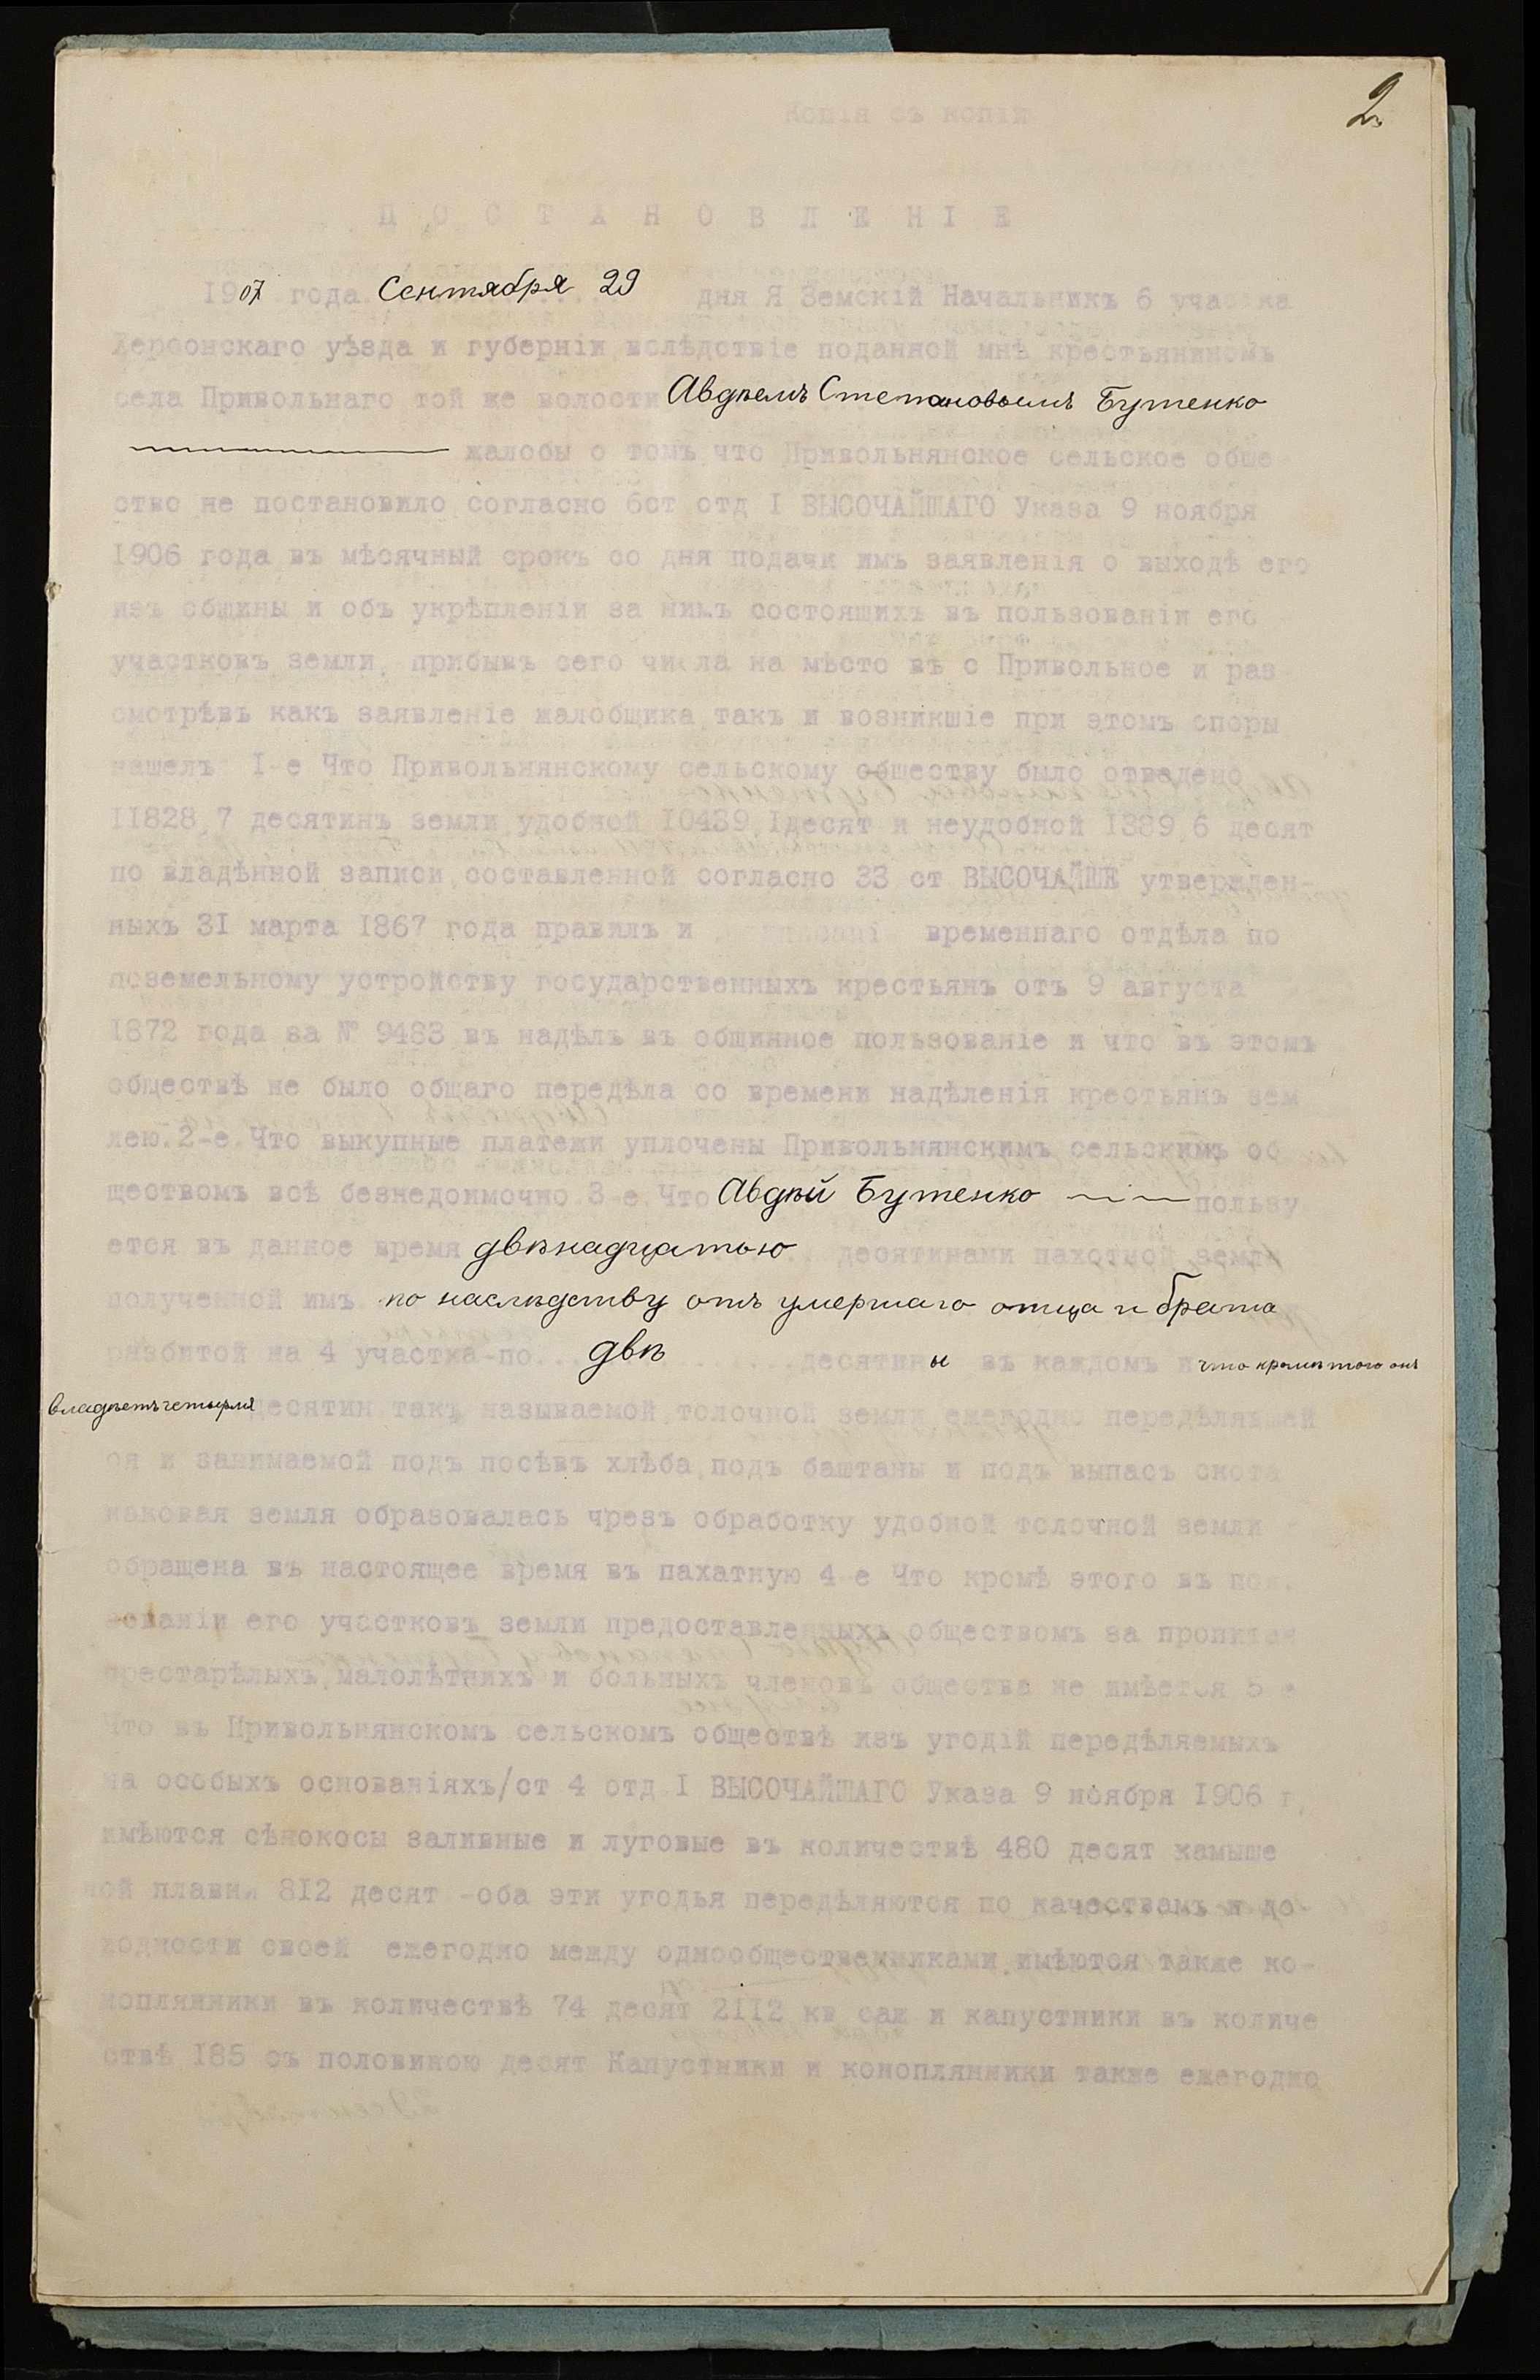 2.
Копія съ копіи
ПОСТАНОВЛЕНІЕ
1907 года Сентября 29 дня Я Земскій Начальникъ 6 участка
Херсонскаго уѣзда и губерніи вслѣдствіе поданной мнѣ крестьяниномъ
села Привольнаго той же волости Авдѣемъ Степановымъ Бутенко
жалобы о томъ, что Привольнянское сельское обще
ство не постановило согласно 6ст отд I ВЫСОЧАЙШАГО Указа 9 ноября
1906 года въ мѣсячный срокъ со дня подачи имъ заявленія о выходѣ его
изъ общины и объ укрѣпленіи за нимъ состоящихъ въ пользованіи его
участковъ земли, прибывъ сего числа на мѣсто въ с Привольное и раз
смотрѣвъ какъ заявленіе жалобщика, такъ и возникшіе при этомъ споры
нашелъ: I-е Что Привольнянскому сельскому обществу было отведено
11828,7 десятинъ земли, удобной 10439,1десят и неудобной 1389,6 десят
по владѣнной записи, составленной согласно 33 ст ВЫСОЧАЙШЕ утвержден-
ныхъ 31 марта 1867 года правилъ и временнаго отдѣла по
поземельному устройству государственныхъ крестьянъ отъ 9 августа
1872 года за № 9483 въ надѣлъ въ общинное пользованіе и что въ этомъ
обществѣ не было общаго передѣла со времени надѣленія крестьянъ зем
лею. 2-е. Что выкупные платежи уплочены Привольнянскимъ сельскимъ об
ществомъ всѣ безнедоимочно 3-е. Что Авдѣй Бутенко пользу
ется въ данное время двѣнадцатью десятинами пахотной земли
полученной имъ по наслѣдству отъ умершаго отца и брата
разбитой на 4 участка-по двѣ десятины въ каждомъ и что кромѣ того онъ
владѣетъ четырмя десятин такъ называемой толочной земли ежегодно передѣлявшей
ся и занимаемой подъ посѣвъ хлѣба, подъ баштаны и подъ выпасъ скота
каковая земля образовалась чрезъ обработку удобной толочной земли
обращена въ настоящее время въ пахатную 4-е Что кромѣ этого въ поль
зованіи его участковъ земли предоставленныхъ обществомъ за пропитаніе
престарѣлыхъ, малолѣтнихъ и больныхъ членовъ общества не имѣется 5-е
Что въ Привольнянскомъ сельскомъ обществѣ изъ угодій передѣляемыхъ
на особыхъ основаніяхъ/ст 4 отд I ВЫСОЧАЙШАГО Указа 9 ноября 1906 г,
имѣются сѣнокосы заливные и луговые въ количествѣ 480 десят камыше
ной плавни 812 десят -оба эти угодья передѣляются по качествамъ и до-
ходности своей ежегодно между однообщественниками, имѣются также ко-
нопляники въ количествѣ 74 десят 2112 кв саж и капустники въ количе
ствѣ 185 съ половиною десят Капустники и конопляники также ежегодно